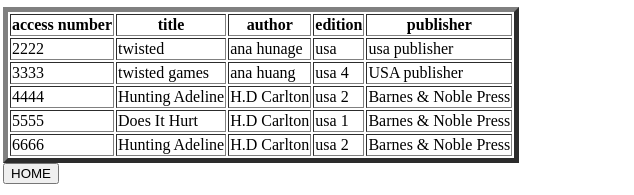 access number title author edition publisher
2222 twisted ana hunage usa usa publisher
3333 twisted games ana huang usa 4 USA publisher
4444 Hunting Adeline H.D Carlton usa 2 Barnes & Noble Press
5555 Does It Hurt H.D Carlton usa 1 Barnes & Noble Press
6666 Hunting Adeline H.D Carlton usa 2 Barnes & Noble Press
HOME